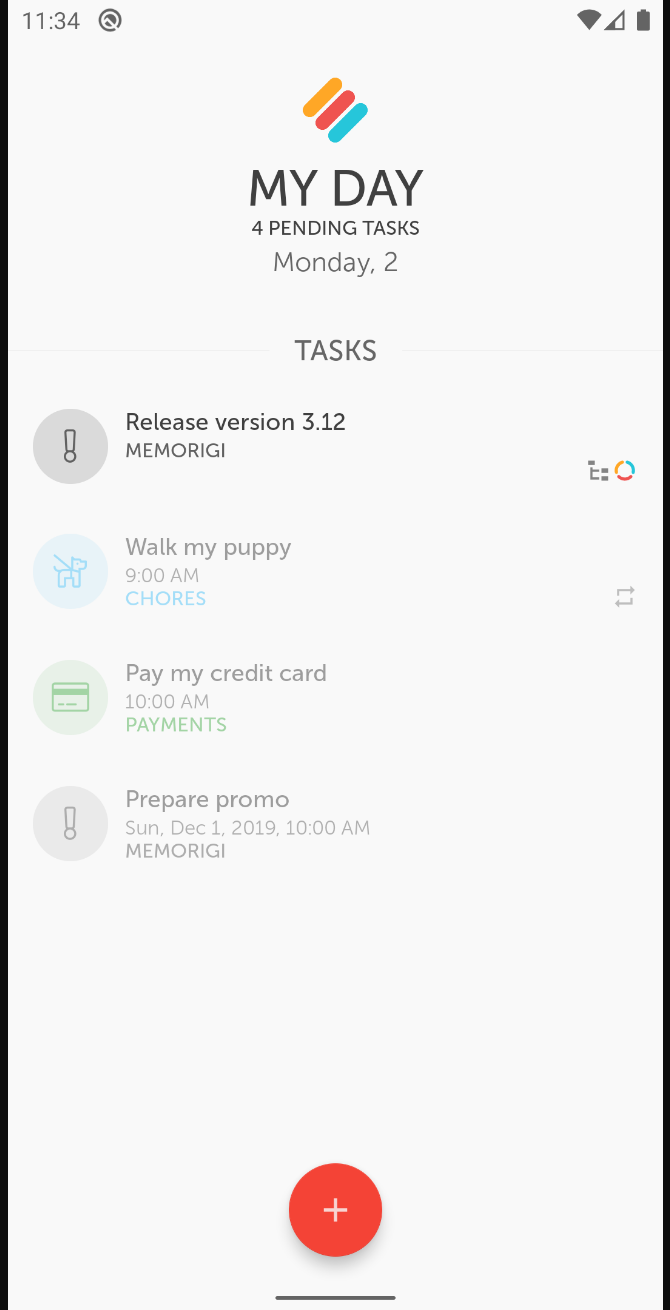 11:34
MY DAY
4 PENDING TASKS
Monday, 2
TASKS
Release version 3.12
MEMORIGI
Walk my puppy
9:00 AM
CHORES
Pay my credit card
10:00 AM
PAYMENTS
Prepare promo
Sun, Dec 1, 2019, 10:00 AM
MEMORIGI